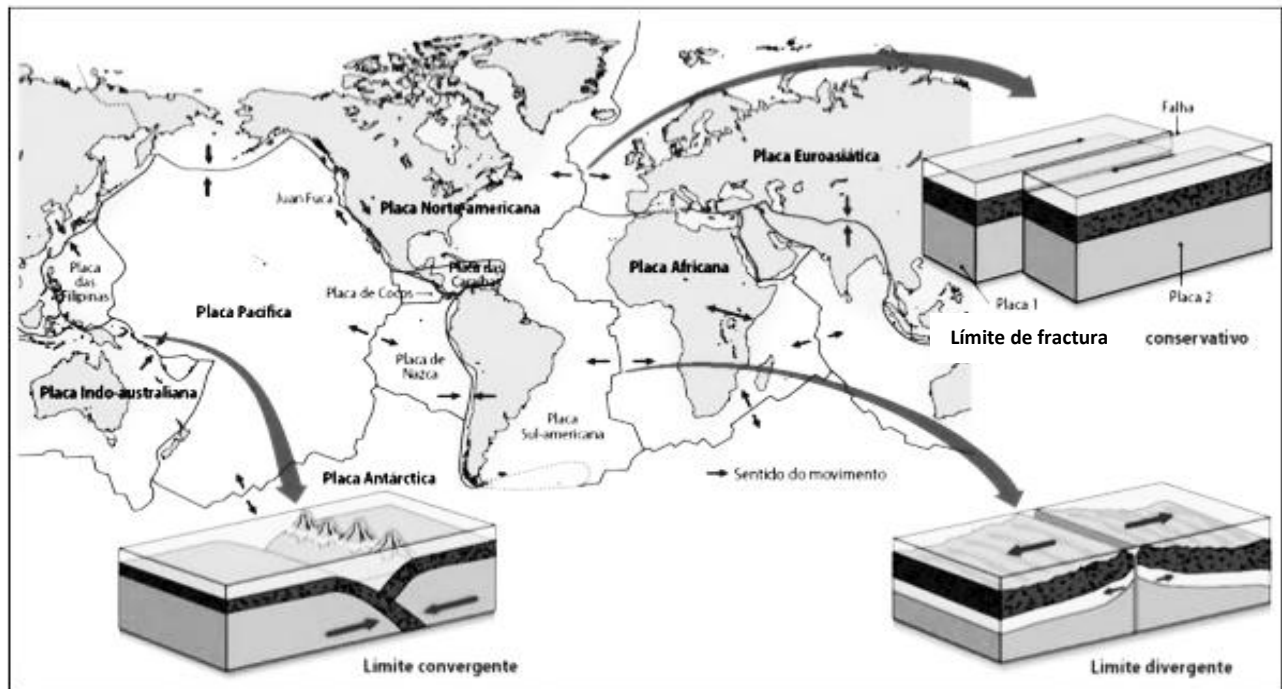 Falha
Placa Euroasiática
Juan Fuca
Placa Norte-americana
Placa
das
Filipinas
Placa das
Caraíbas
Placa Africana
Placa de Cocos
Placa Pacífica
Placa 1
Placa 2
Límite de fractura conservativo
Placa de
Nazca
Placa Indo-australiana
Placa
Sul-americana
Placa Antárctica
Sentido do movimento
Limite convergente
Limite divergente